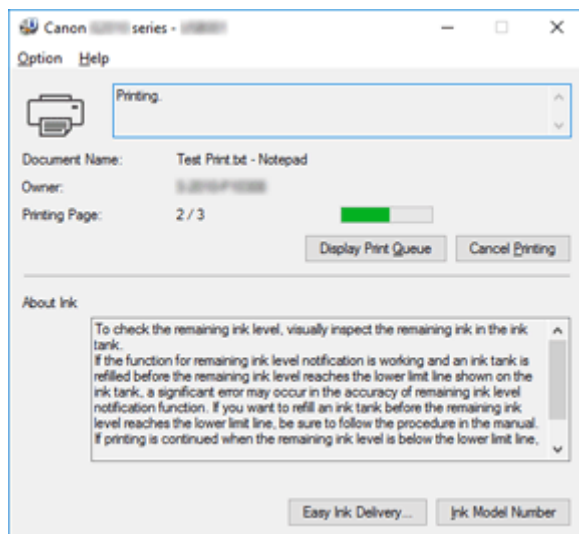 Canon series -
Option Help
Printing.
Document Name: Test Print.txt - Notepad
Owner:
Printing Page: 2 / 3
Display Print Queue Cancel Printing
About Ink
To check the remaining ink level, visually inspect the remaining ink in the ink
tank.
If the function for remaining ink level notification is working and an ink tank is
refilled before the remaining ink level reaches the lower limit line shown on the
ink tank, a significant error may occur in the accuracy of remaining ink level
notification function. If you want to refill an ink tank before the remaining ink
level reaches the lower limit line, be sure to follow the procedure in the manual.
If printing is continued when the remaining ink level is below the lower limit line,
Easy Ink Delivery... Ink Model Number